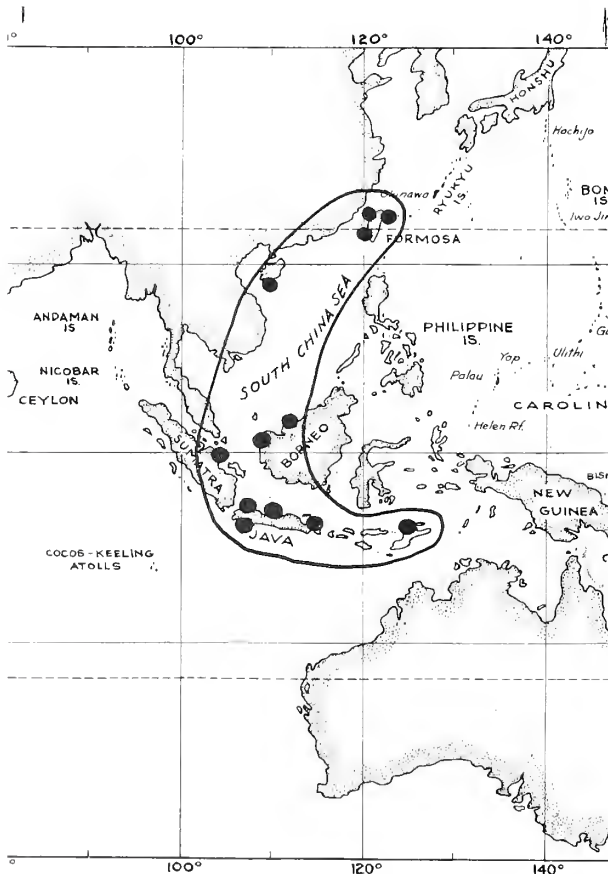 100°
120°
140°
HONSHU
Hachijo
Okinawa
RYUKYU
IS.
BON
IS
Iwo Jim
FORMOSA
SOUTH CHINA SEA
ANDAMAN
IS
PHILIPPINE
IS.
NICOBAR
IS.
CEYLON
Yap
Ulithi
Palau
CAROLIN
Helen Rf.
SUMATRA
BORNEO
NEW
GUINEA
JAVA
COCOS-KEELING
ATOLLS
100°
120°
140°